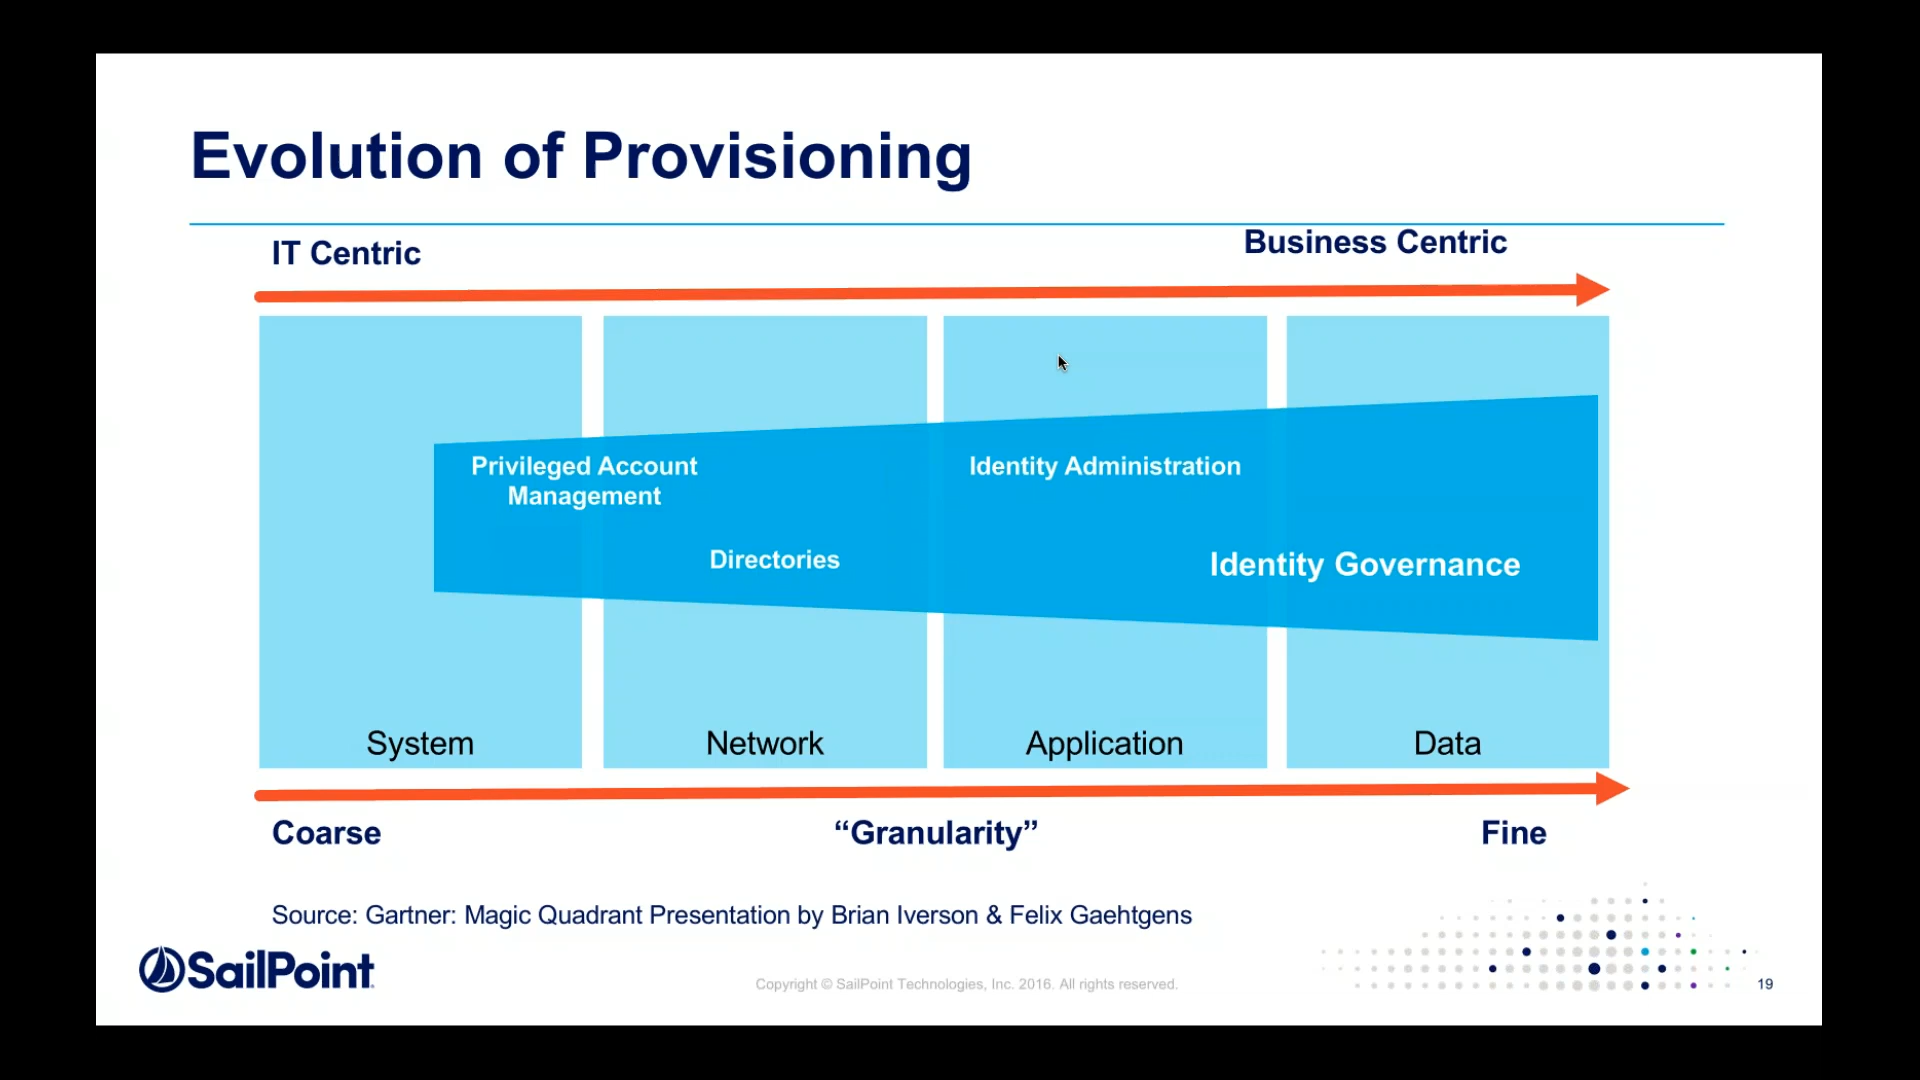 Evolution of Provisioning
IT Centric
Business Centric
Privileged Account
Management
Identity Administration
Directories
Identity Governance
System
Network
Application
Data
Coarse
“Granularity”
Fine
Source: Gartner: Magic Quadrant Presentation by Brian Iverson & Felix Gaehtgens
SailPoint
Copyright © SailPoint Technologies, Inc. 2016. All rights reserved.
19